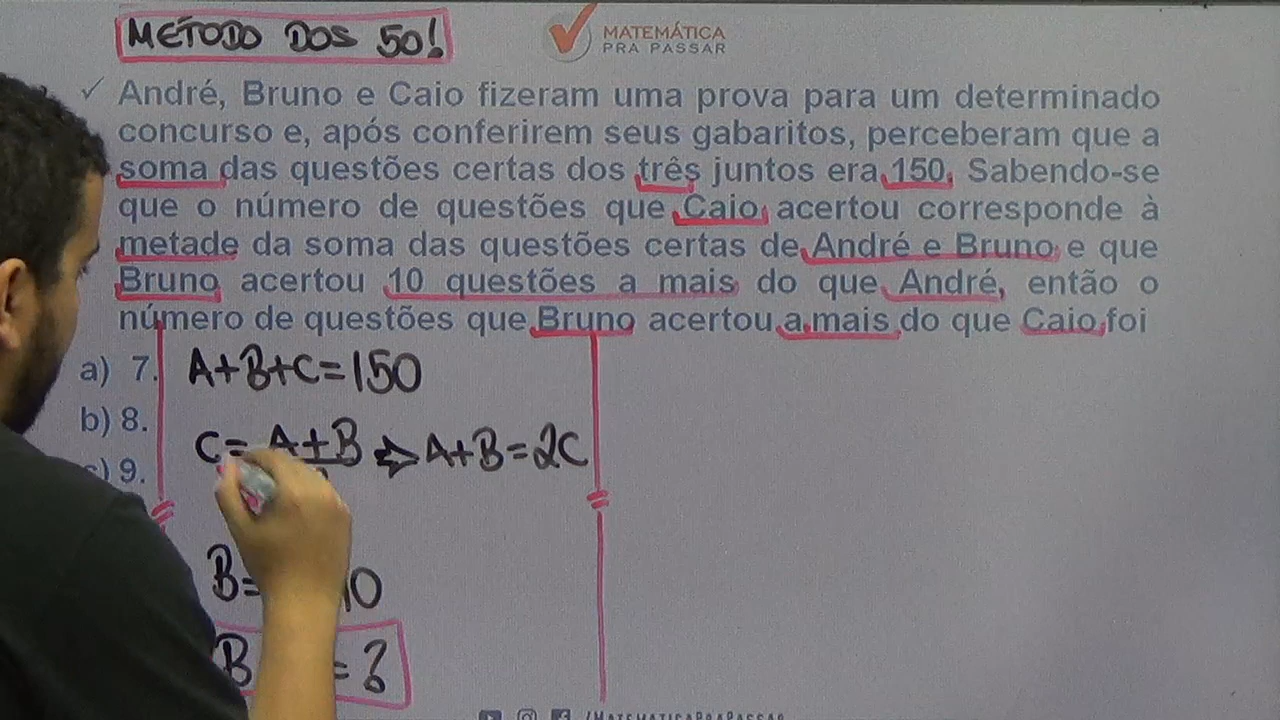 MÉTODO DOS 50!
MATEMÁTICA
PRA PASSAR
✓ André, Bruno e Caio fizeram uma prova para um determinado
concurso e, após conferirem seus gabaritos, perceberam que a
soma das questões certas dos três juntos era 150. Sabendo-se
que o número de questões que Caio acertou corresponde à
metade da soma das questões certas de André e Bruno e que
Bruno acertou 10 questões a mais do que André, então o
número de questões que Bruno acertou a mais do que Caio foi
a) 7.
b) 8.
c) 9.
A+B+C=150
C=A+B ⇒ A+B=2C
B= 10
B =?
/MATEMATICAPRAPASSAR